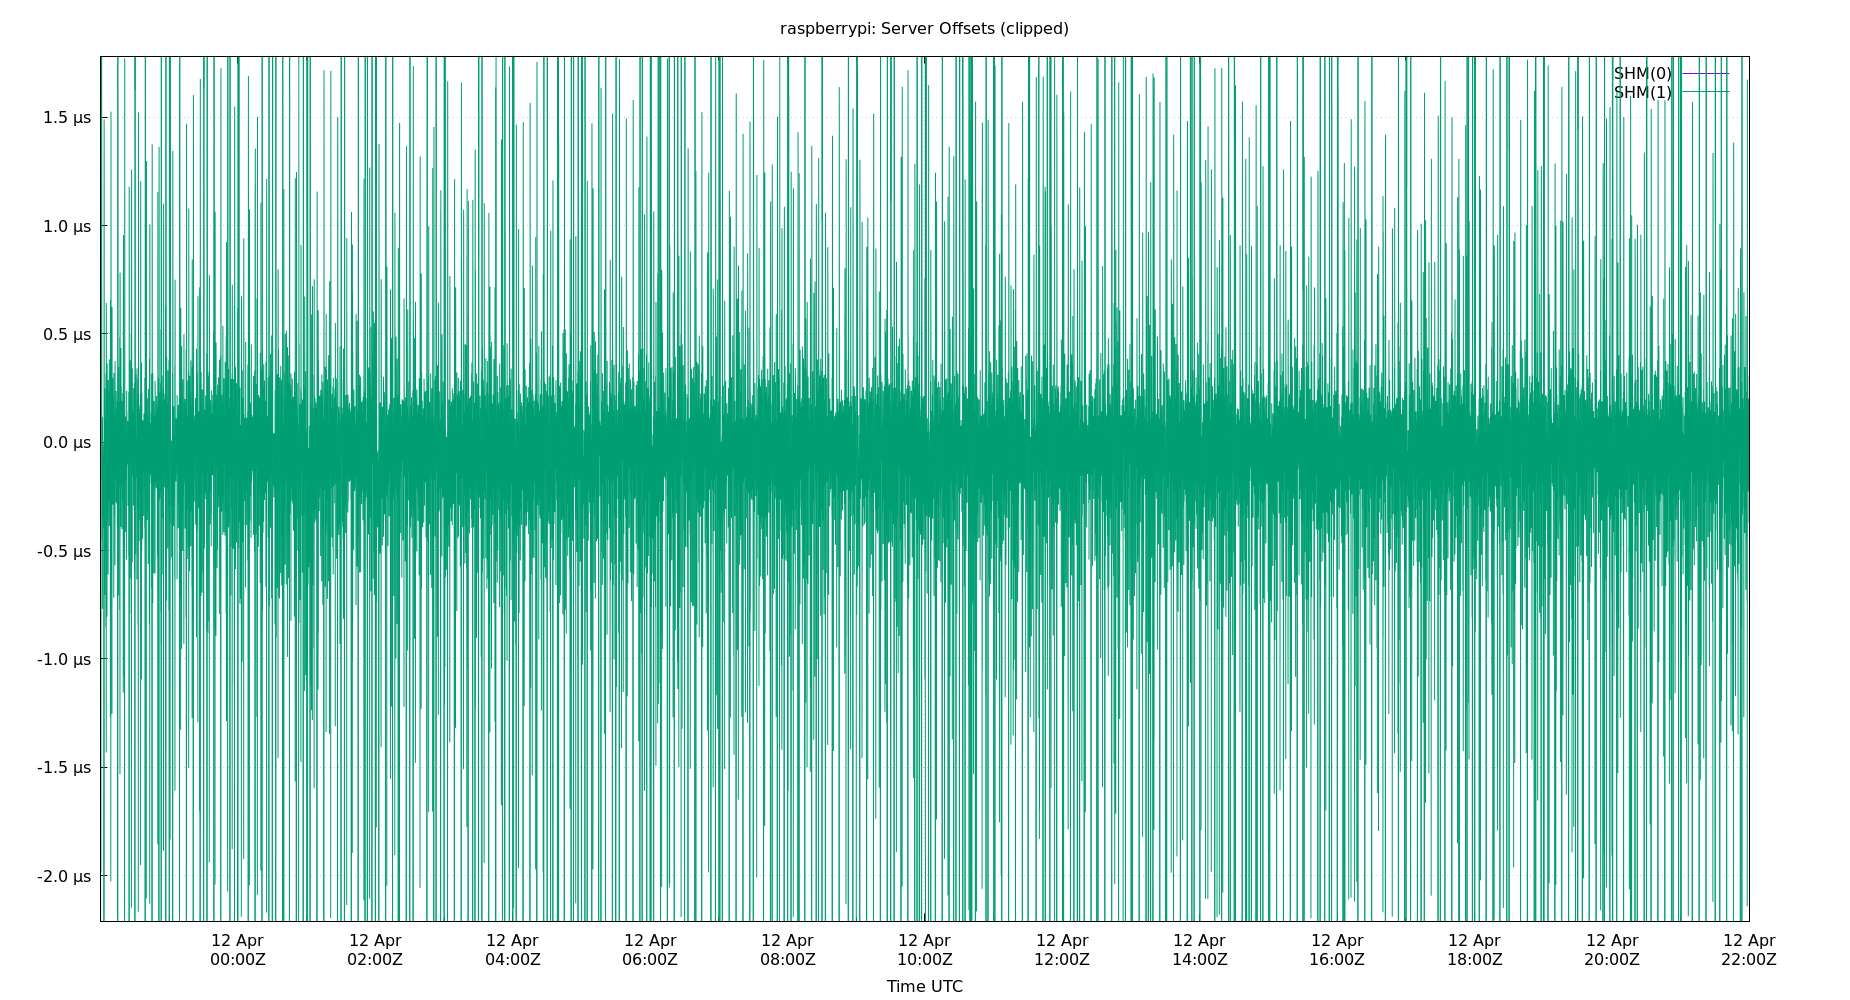 raspberrypi: Server Offsets (clipped)
SHM(0)
SHM(1)
1.5 µs
1.0 µs
0.5 µs
0.0 µs
-0.5 µs
-1.0 µs
-1.5 µs
-2.0 µs
12 Apr 12 Apr 12 Apr 12 Apr 12 Apr 12 Apr 12 Apr 12 Apr 12 Apr 12 Apr 12 Apr 12 Apr
00:00Z 02:00Z 04:00Z 06:00Z 08:00Z 10:00Z 12:00Z 14:00Z 16:00Z 18:00Z 20:00Z 22:00Z
Time UTC